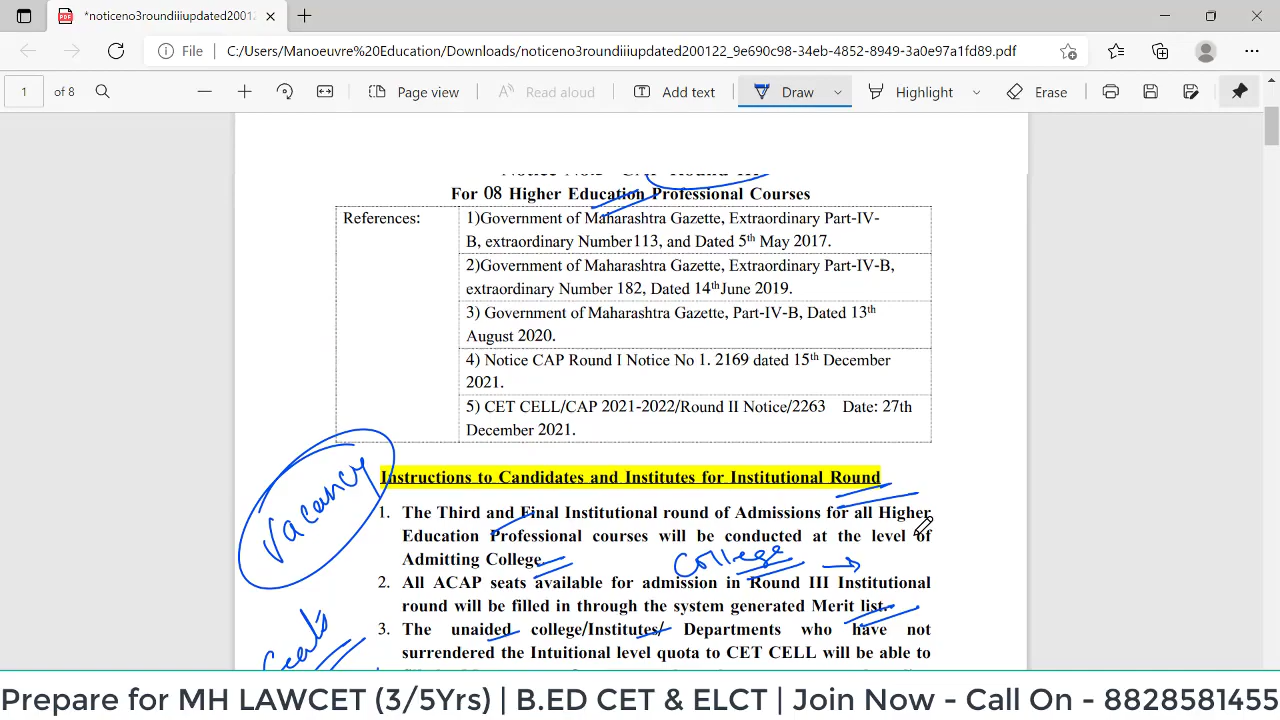 *noticeno3roundiiiupdated200122
File
C:/Users/Manoeuvre%20Education/Downloads/noticeno3roundiiiupdated200122_9e690c98-34eb-4852-8949-3a0e97a1fd89.pdf
1 of 8
Page view
Read aloud
Add text
Draw
Highlight
Erase
For 08 Higher Education Professional Courses
References:
1)Government of Maharashtra Gazette, Extraordinary Part-IV-
B, extraordinary Number113, and Dated 5th May 2017.
2)Government of Maharashtra Gazette, Extraordinary Part-IV-B,
extraordinary Number 182, Dated 14thJune 2019.
3) Government of Maharashtra Gazette, Part-IV-B, Dated 13th
August 2020.
4) Notice CAP Round I Notice No 1. 2169 dated 15th December
2021.
5) CET CELL/CAP 2021-2022/Round II Notice/2263 Date: 27th
December 2021.
Vacancy
Instructions to Candidates and Institutes for Institutional Round
1. The Third and Final Institutional round of Admissions for all Higher
Education Professional courses will be conducted at the level of
Admitting College.
College
2. All ACAP seats available for admission in Round III Institutional
round will be filled in through the system generated Merit list.
3. The unaided college/Institutes/ Departments who have not
surrendered the Intuitional level quota to CET CELL will be able to
Seats
Prepare for MH LAWCET (3/5Yrs) | B.ED CET & ELCT | Join Now - Call On - 8828581455